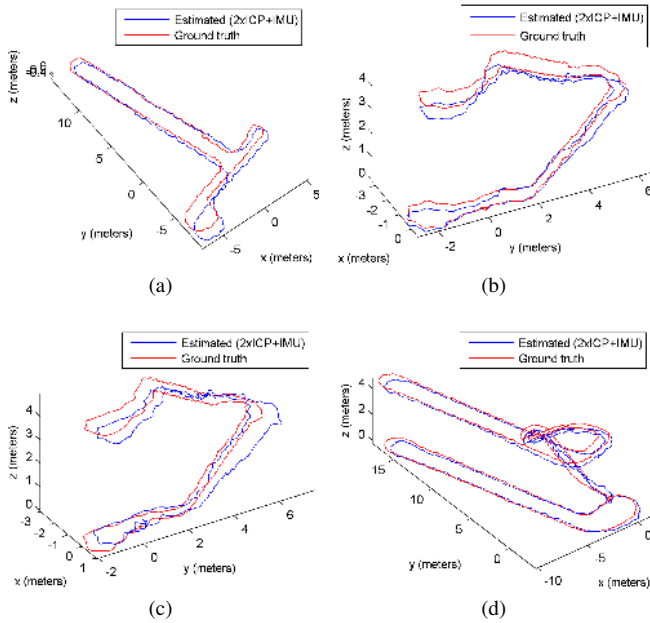 Estimated (2xICP+IMU)
Ground truth
z (meters)
10
5
0
-5
y (meters)
-5
0
5
x (meters)
(a)
Estimated (2xICP+IMU)
Ground truth
4
3
2
1
0
z (meters)
3
-2
-1
0
x (meters)
-2
0
2
4
6
y (meters)
(b)
Estimated (2xICP+IMU)
Ground truth
4
3
2
1
0
z (meters)
-3
-2
-1
0
1
x (meters)
-2
0
2
4
6
y (meters)
(c)
Estimated (2xICP+IMU)
Ground truth
4
2
0
z (meters)
15
10
5
0
y (meters)
-10
-5
x (meters)
(d)